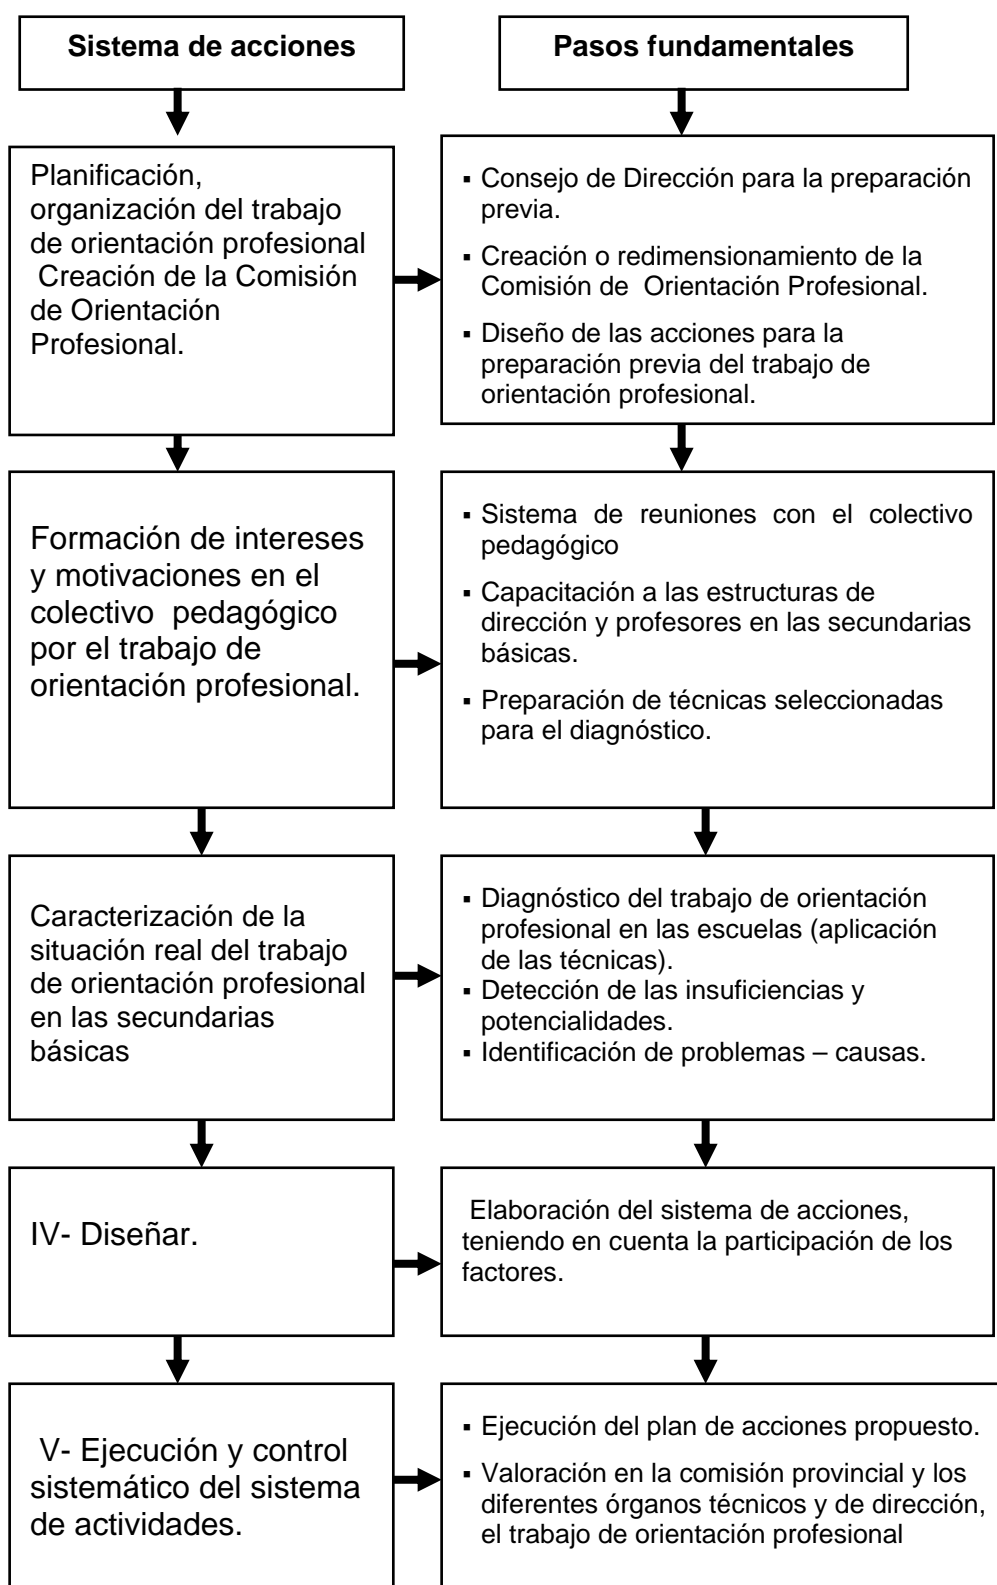 Sistema de acciones
Pasos fundamentales
Planificación,
organización del trabajo
de orientación profesional
Creación de la Comisión
de Orientación
Profesional.
▪ Consejo de Dirección para la preparación
previa.
▪ Creación o redimensionamiento de la
Comisión de Orientación Profesional.
▪ Diseño de las acciones para la
preparación previa del trabajo de
orientación profesional.
Formación de intereses
y motivaciones en el
colectivo pedagógico
por el trabajo de
orientación profesional.
▪ Sistema de reuniones con el colectivo
pedagógico
▪ Capacitación a las estructuras de
dirección y profesores en las secundarias
básicas.
▪ Preparación de técnicas seleccionadas
para el diagnóstico.
Caracterización de la
situación real del trabajo
de orientación profesional
en las secundarias
básicas
▪ Diagnóstico del trabajo de orientación
profesional en las escuelas (aplicación
de las técnicas).
▪ Detección de las insuficiencias y
potencialidades.
▪ Identificación de problemas – causas.
IV- Diseñar.
Elaboración del sistema de acciones,
teniendo en cuenta la participación de los
factores.
V- Ejecución y control
sistemático del sistema
de actividades.
▪ Ejecución del plan de acciones propuesto.
▪ Valoración en la comisión provincial y los
diferentes órganos técnicos y de dirección,
el trabajo de orientación profesional